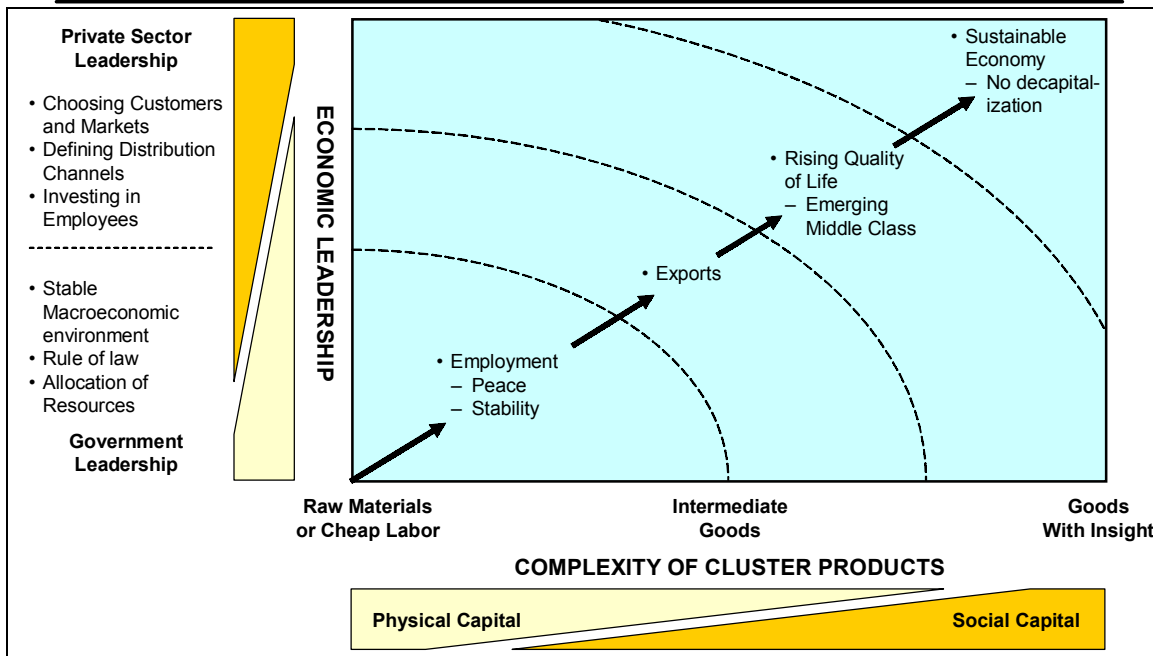 Private Sector
Leadership
• Choosing Customers
and Markets
• Defining Distribution
Channels
• Investing in
Employees
• Stable
Macroeconomic
environment
• Rule of law
• Allocation of
Resources
Government
Leadership
ECONOMIC LEADERSHIP
• Sustainable
Economy
– No decapital-
ization
• Rising Quality
of Life
– Emerging
Middle Class
• Exports
• Employment
– Peace
– Stability
Raw Materials
or Cheap Labor
Intermediate
Goods
Goods
With Insight
COMPLEXITY OF CLUSTER PRODUCTS
Physical Capital
Social Capital